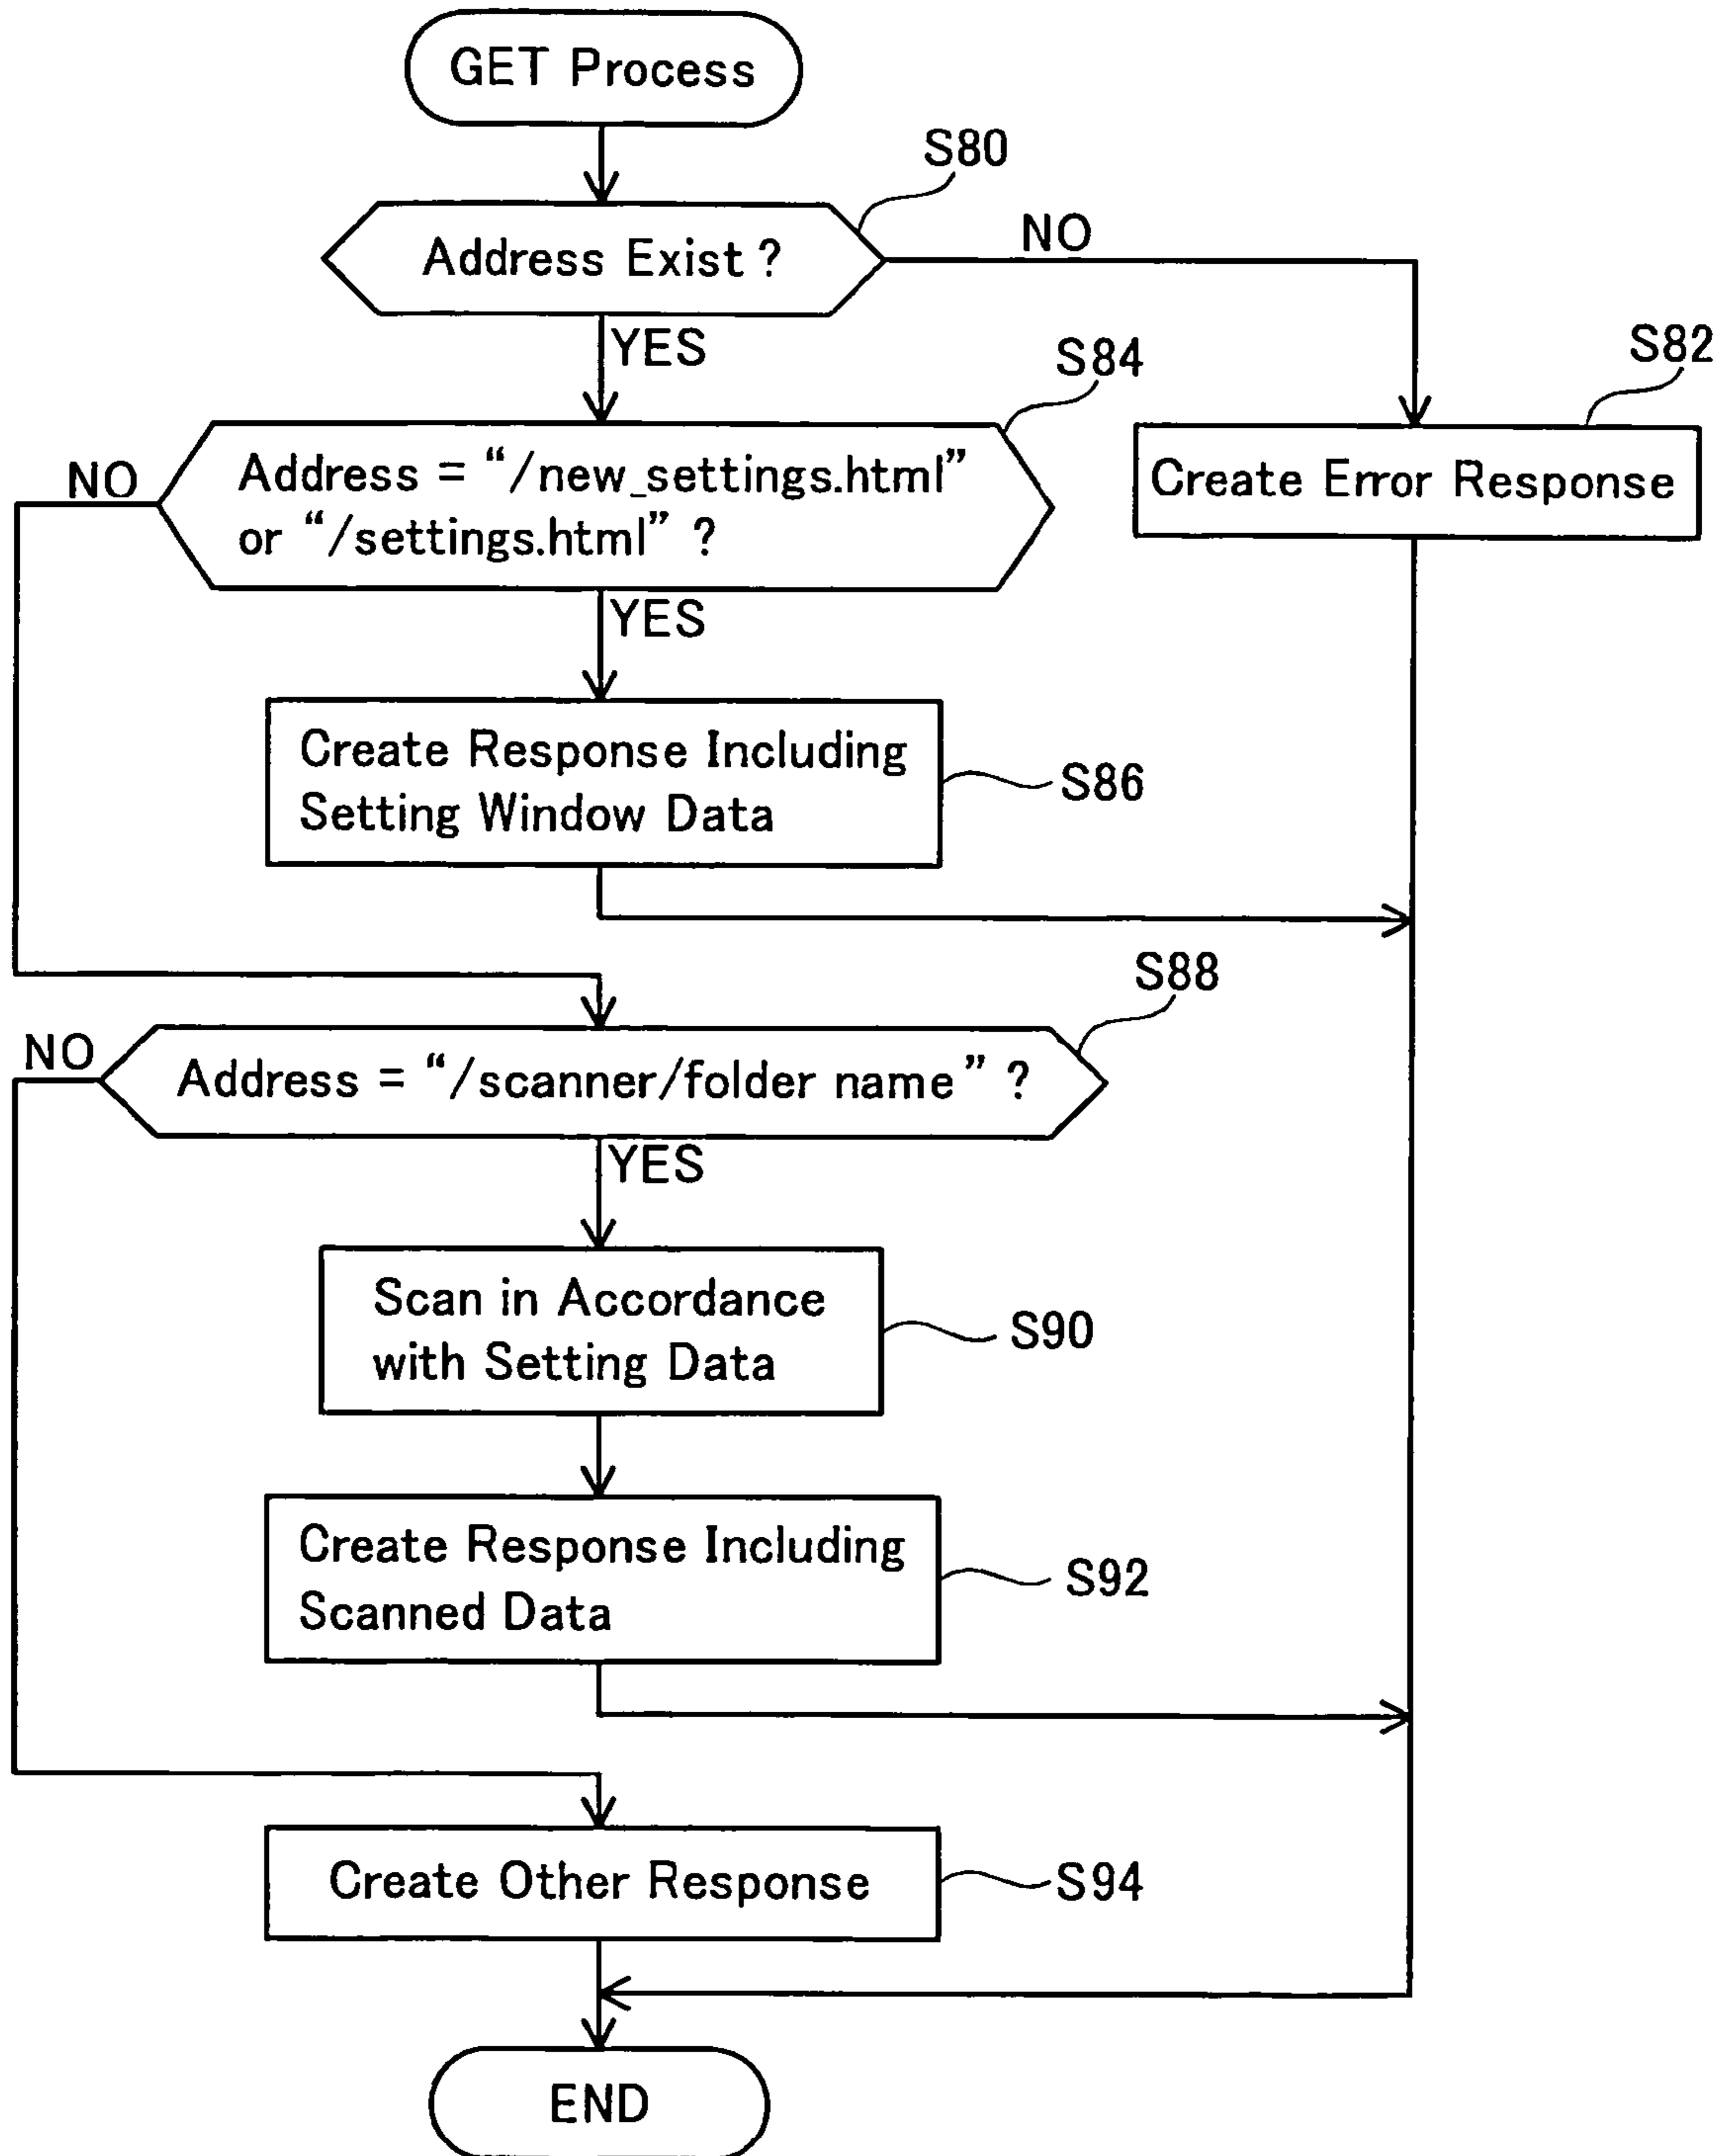 GET Process
S80
Address Exist ?
NO
YES
S84
S82
NO
Address = “/new_settings.html”
or “/settings.html” ?
Create Error Response
YES
Create Response Including
Setting Window Data
S86
S88
NO
Address = “/scanner/folder name” ?
YES
Scan in Accordance
with Setting Data
S90
Create Response Including
Scanned Data
S92
Create Other Response
S94
END